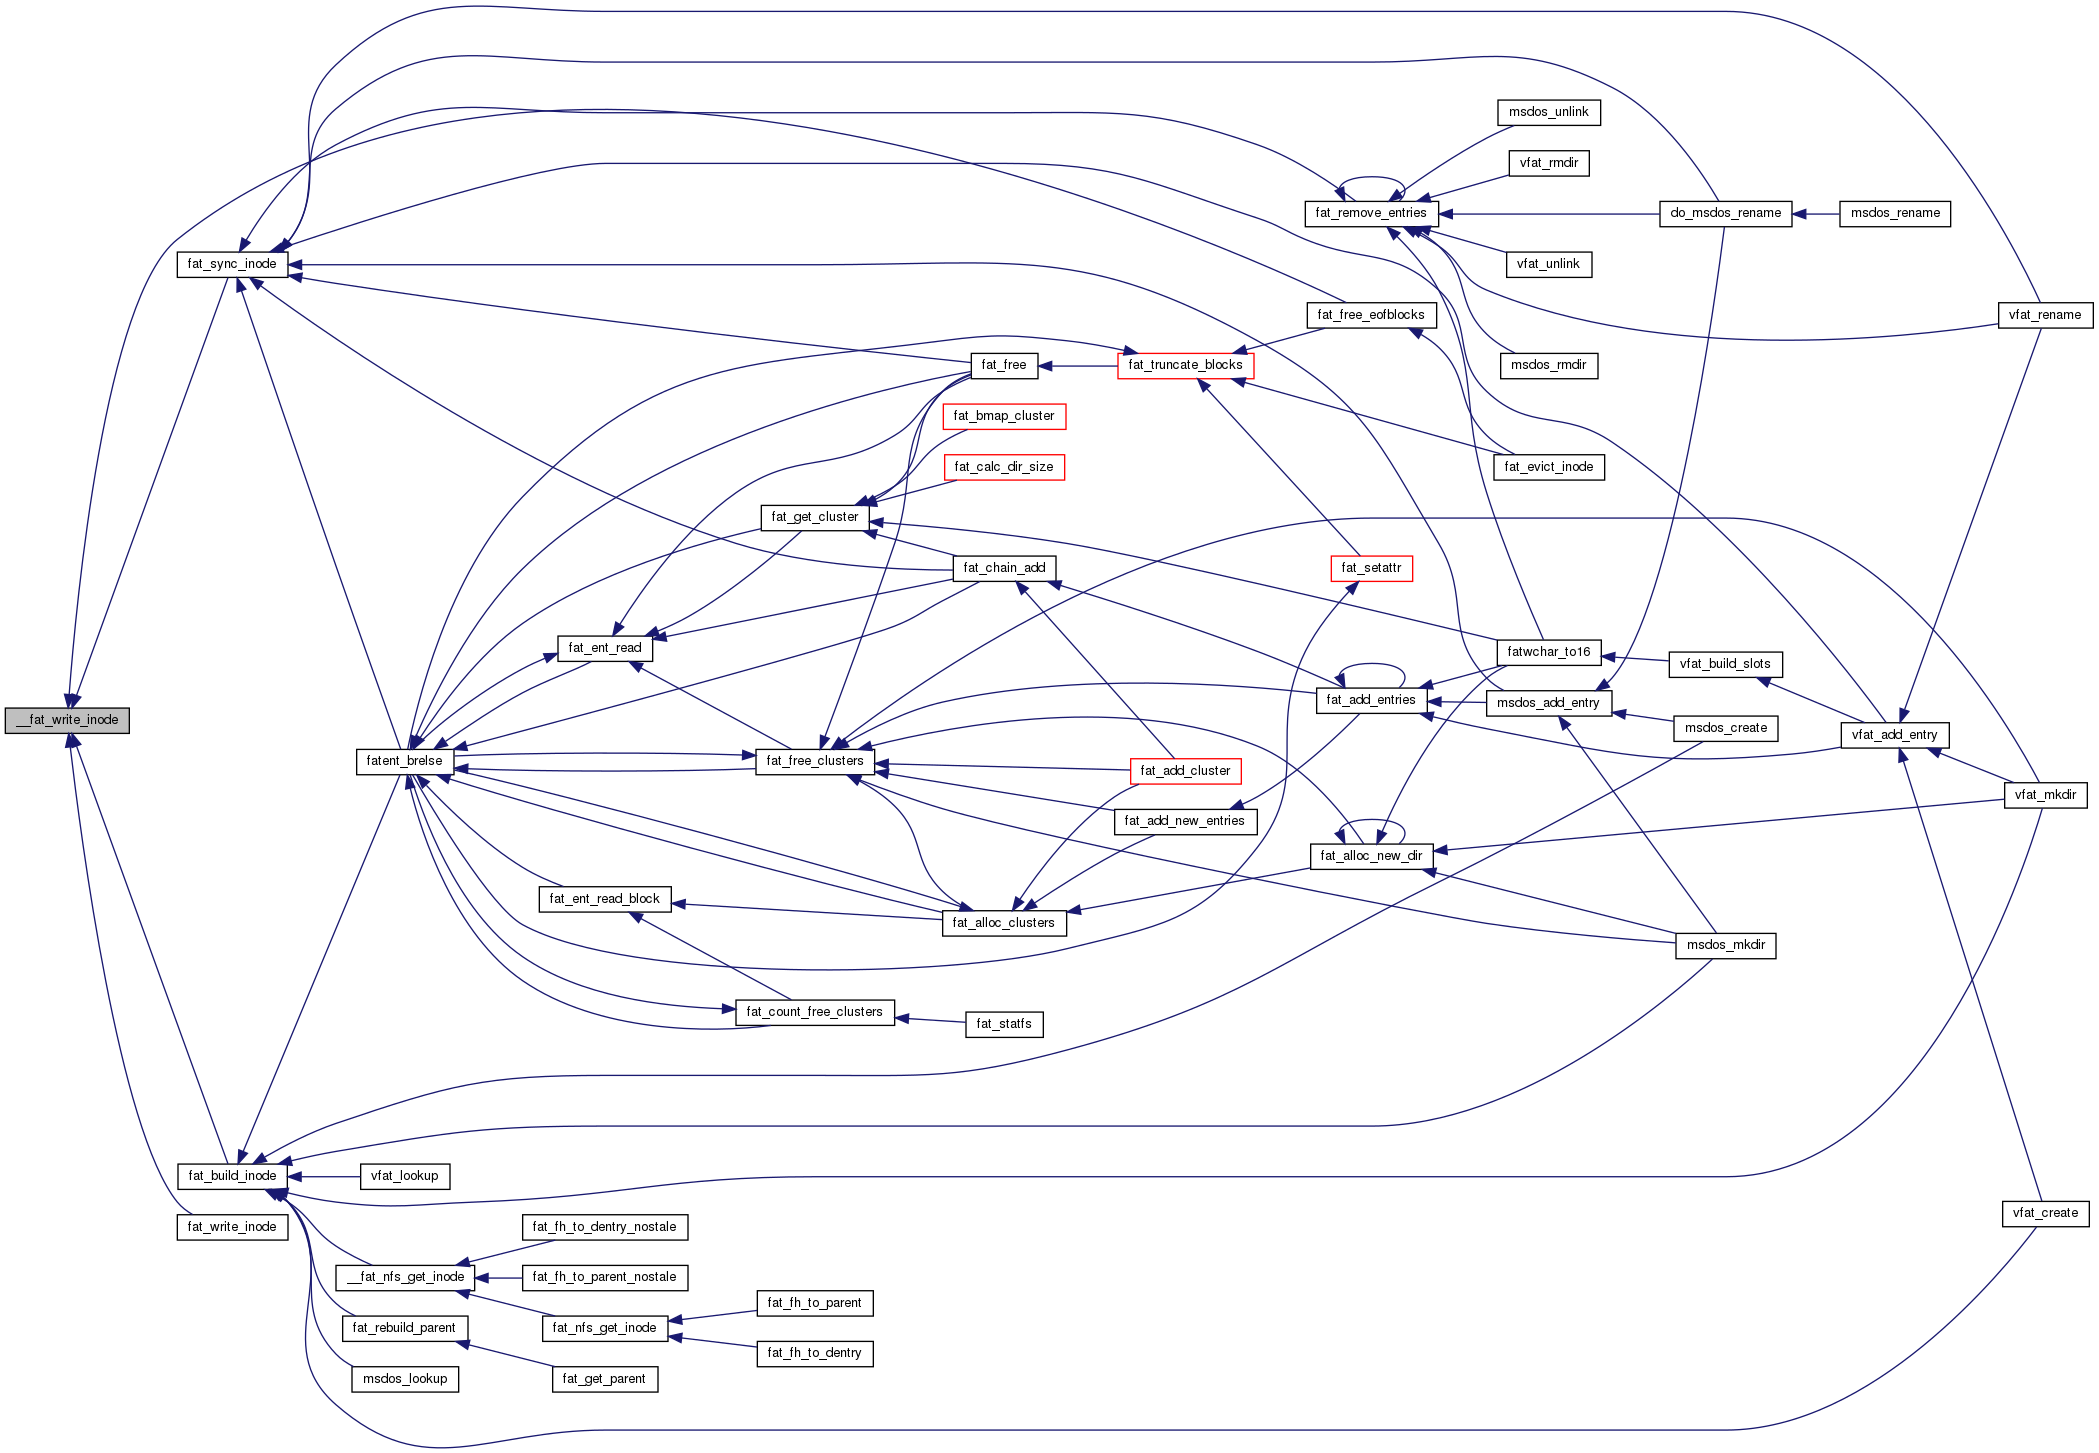 __fat_write_inode
fat_sync_inode
fat_build_inode
fat_write_inode
fatent_brelse
vfat_lookup
__fat_nfs_get_inode
fat_rebuild_parent
msdos_lookup
fat_ent_read
fat_ent_read_block
fat_fh_to_dentry_nostale
fat_fh_to_parent_nostale
fat_nfs_get_inode
fat_get_parent
fat_get_cluster
fat_free_clusters
fat_count_free_clusters
fat_fh_to_parent
fat_fh_to_dentry
fat_free
fat_bmap_cluster
fat_calc_dir_size
fat_chain_add
fat_alloc_clusters
fat_statfs
fat_truncate_blocks
fat_add_cluster
fat_add_new_entries
fat_remove_entries
fat_free_eofblocks
fat_setattr
fat_add_entries
fat_alloc_new_dir
msdos_unlink
vfat_rmdir
vfat_unlink
msdos_rmdir
fat_evict_inode
fatwchar_to16
msdos_add_entry
do_msdos_rename
vfat_build_slots
msdos_create
msdos_mkdir
msdos_rename
vfat_add_entry
vfat_rename
vfat_mkdir
vfat_create